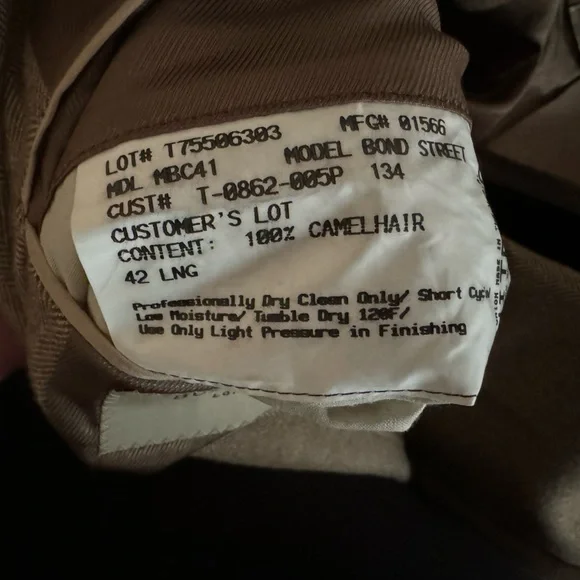 LOT# T75506303 MFG# 01566
MDL MBC41 MODEL BOND STREET
CUST# T-0862-005P 134
CUSTOMER'S LOT
CONTENT: 100% CAMELHAIR
42 LNG
Professionally Dry Clean Only/ Short Cycle/
Low Moisture/ Tumble Dry 120F/
Use Only Light Pressure in Finishing